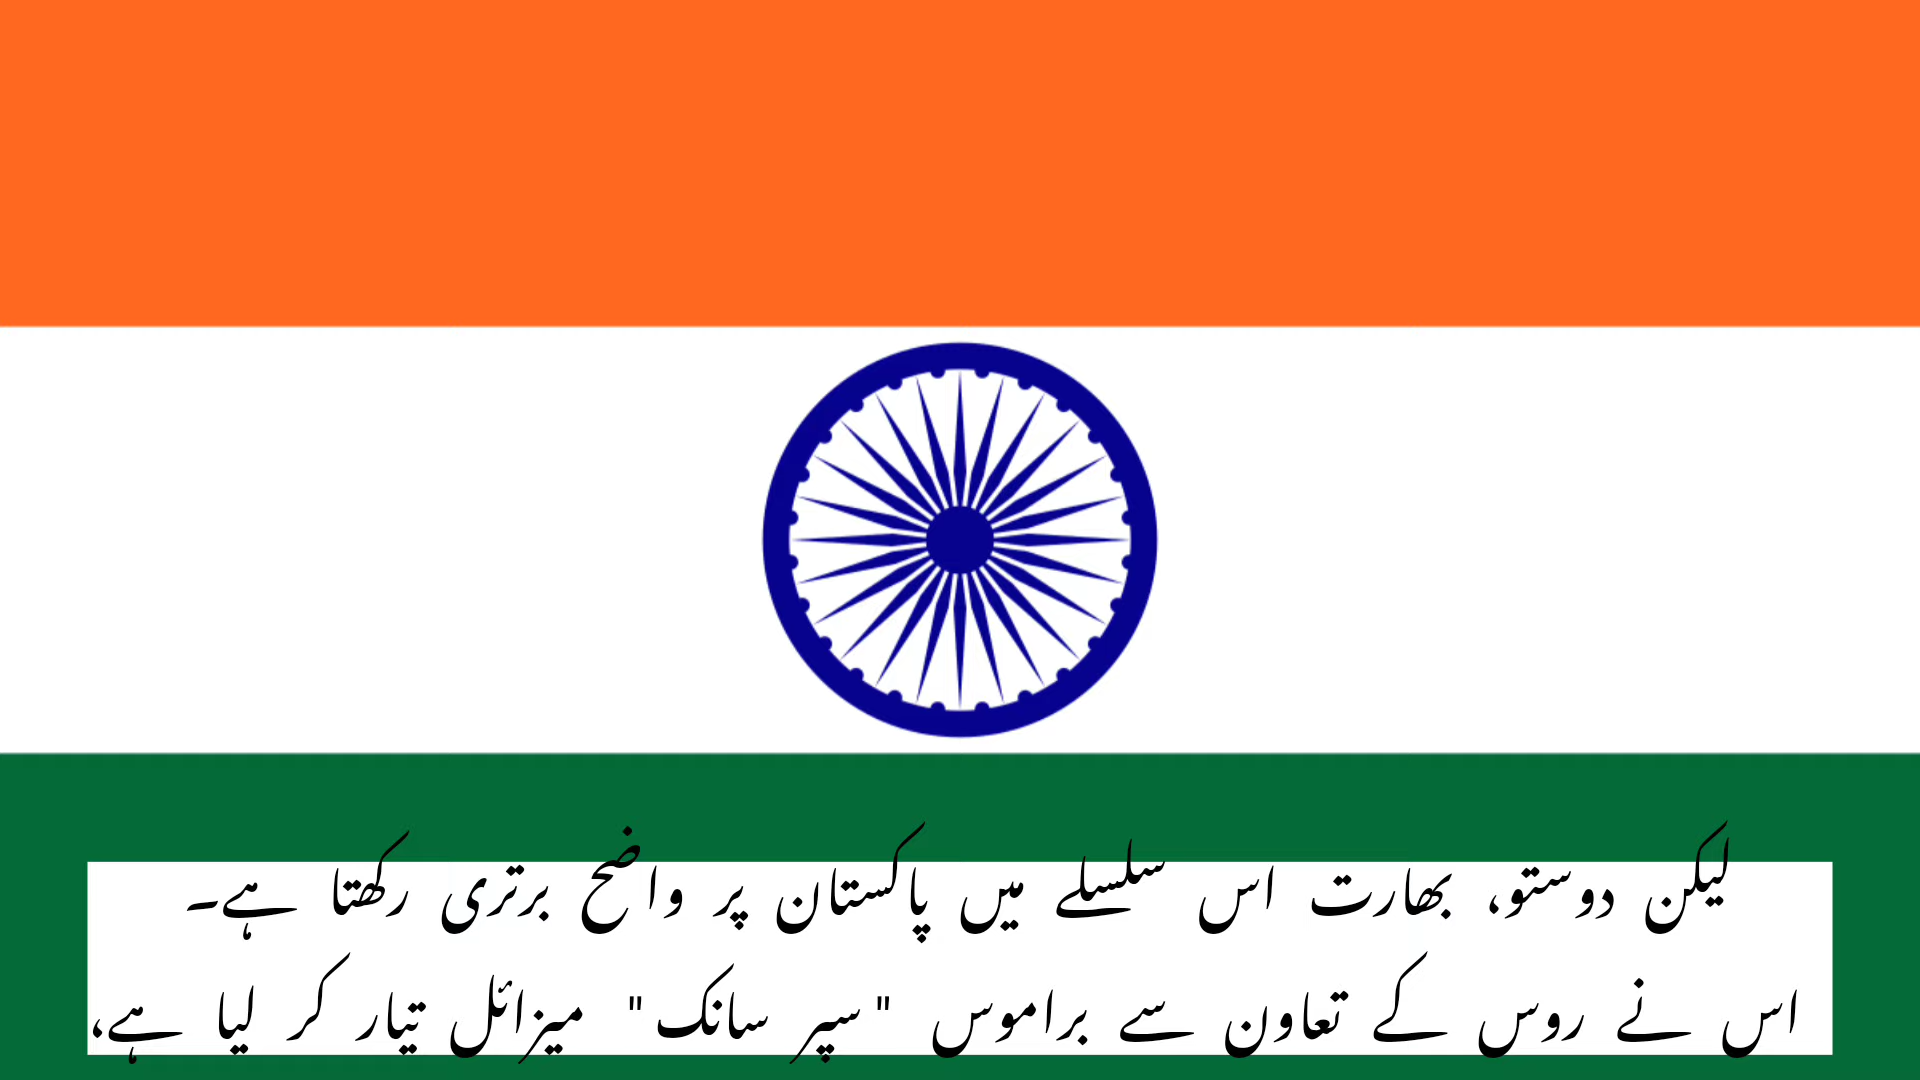 لیکن دوستو، بھارت اس سلسلے میں پاکستان پر واضح برتری رکھتا ہے۔
اس نے روس کے تعاون سے براموس "سپر سانک" میزائل تیار کر لیا ہے،